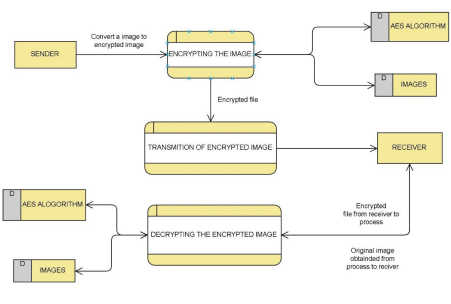 Convert a image to
encrypted image
D
AES ALGORITHM
SENDER
ENCRYPTING THE IMAGE
D
IMAGES
Encrypted file
TRANSMITION OF ENCRYPTED IMAGE
RECEIVER
D
AES ALOGORITHM
Encrypted
file from receiver to
process
DECRYPTING THE ENCRYPTED IMAGE
Original image
obtainded from
process to reciver
D
IMAGES